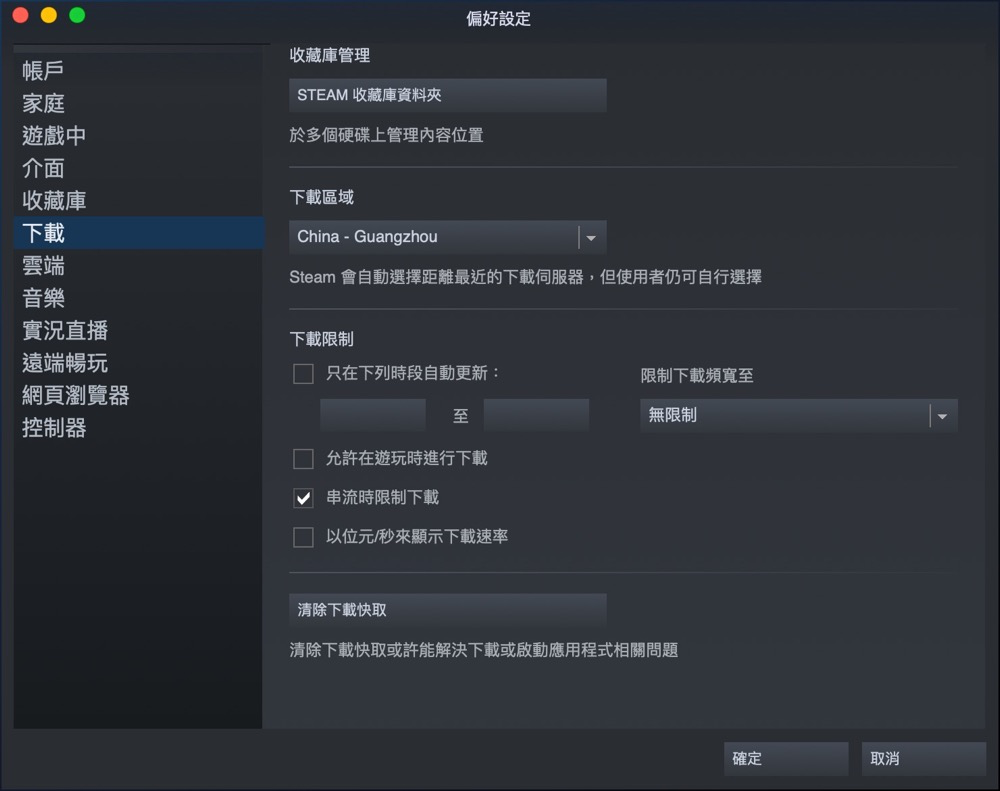 偏好設定
帳戶
家庭
遊戲中
介面
收藏庫
下載
雲端
音樂
實況直播
遠端暢玩
網頁瀏覽器
控制器
收藏庫管理
STEAM 收藏庫資料夾
於多個硬碟上管理內容位置
下載區域
China - Guangzhou
Steam 會自動選擇距離最近的下載伺服器，但使用者仍可自行選擇
下載限制
只在下列時段自動更新：
至
限制下載頻寬至
無限制
允許在遊玩時進行下載
串流時限制下載
以位元/秒來顯示下載速率
清除下載快取
清除下載快取或許能解決下載或啟動應用程式相關問題
確定
取消